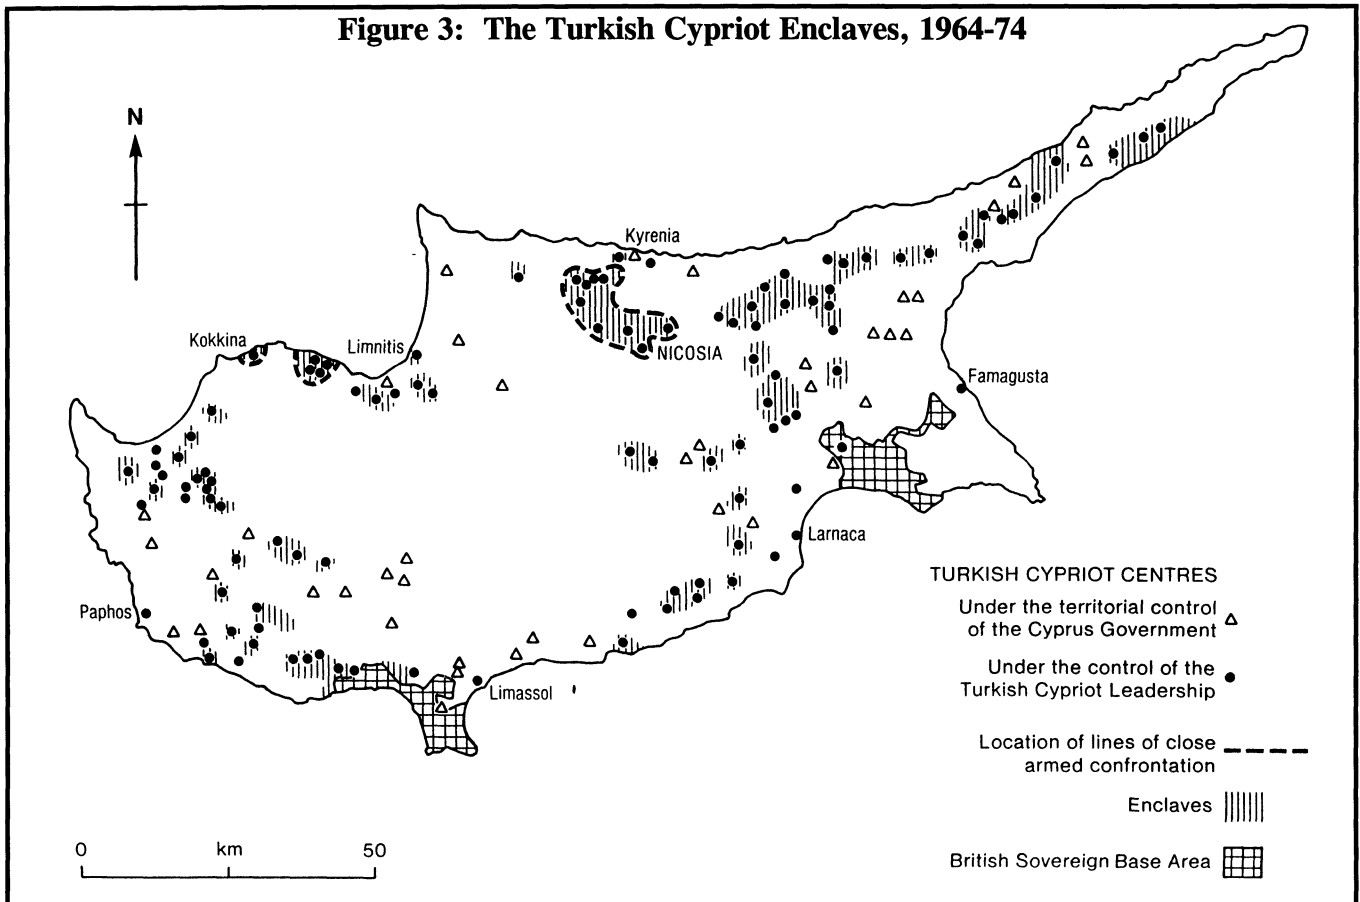 Figure 3: The Turkish Cypriot Enclaves, 1964-74
N
Kyrenia
Kokkina
Limnitis
NICOSIA
Famagusta
Larnaca
Paphos
Limassol
TURKISH CYPRIOT CENTRES
Under the territorial control
of the Cyprus Government
Under the control of the
Turkish Cypriot Leadership
Location of lines of close
armed confrontation
Enclaves
British Sovereign Base Area
0 km 50